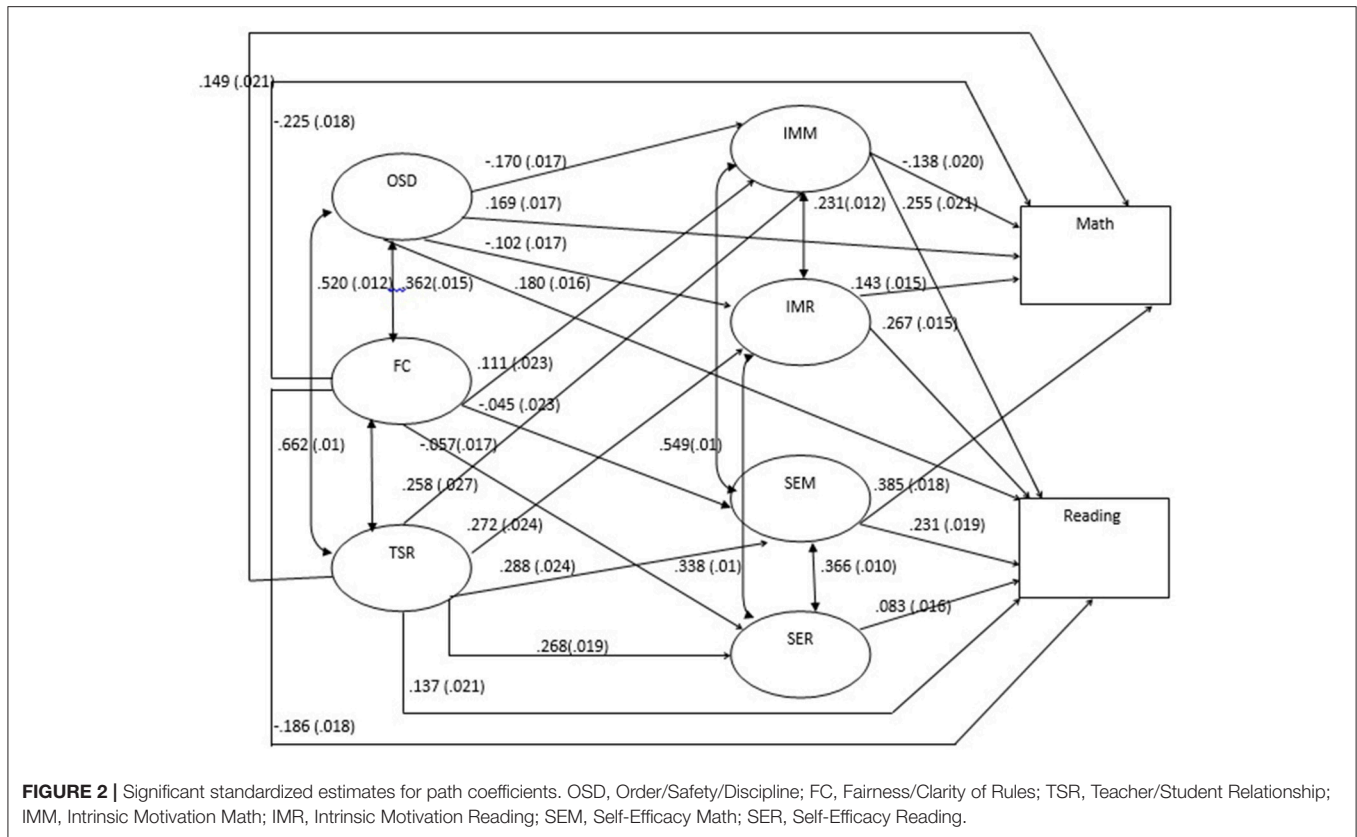 .149 (.021)
-.225 (.018)
IMM
-.170 (.017)
-.138 (.020)
OSD
.169 (.017)
.231(.012)
.255 (.021)
Math
-.102 (.017)
.520 (.012)
.362(.015)
.180 (.016)
.143 (.015)
IMR
.267 (.015)
FC
.111 (.023)
-.045 (.023)
.662 (.01)
-.057(.017)
.549(.01)
.258 (.027)
SEM
.385 (.018)
Reading
.272 (.024)
.231 (.019)
TSR
.288 (.024)
.338 (.01)
.366 (.010)
.083 (.016)
SER
.268(.019)
.137 (.021)
-.186 (.018)
FIGURE 2 | Significant standardized estimates for path coefficients. OSD, Order/Safety/Discipline; FC, Fairness/Clarity of Rules; TSR, Teacher/Student Relationship;
IMM, Intrinsic Motivation Math; IMR, Intrinsic Motivation Reading; SEM, Self-Efficacy Math; SER, Self-Efficacy Reading.